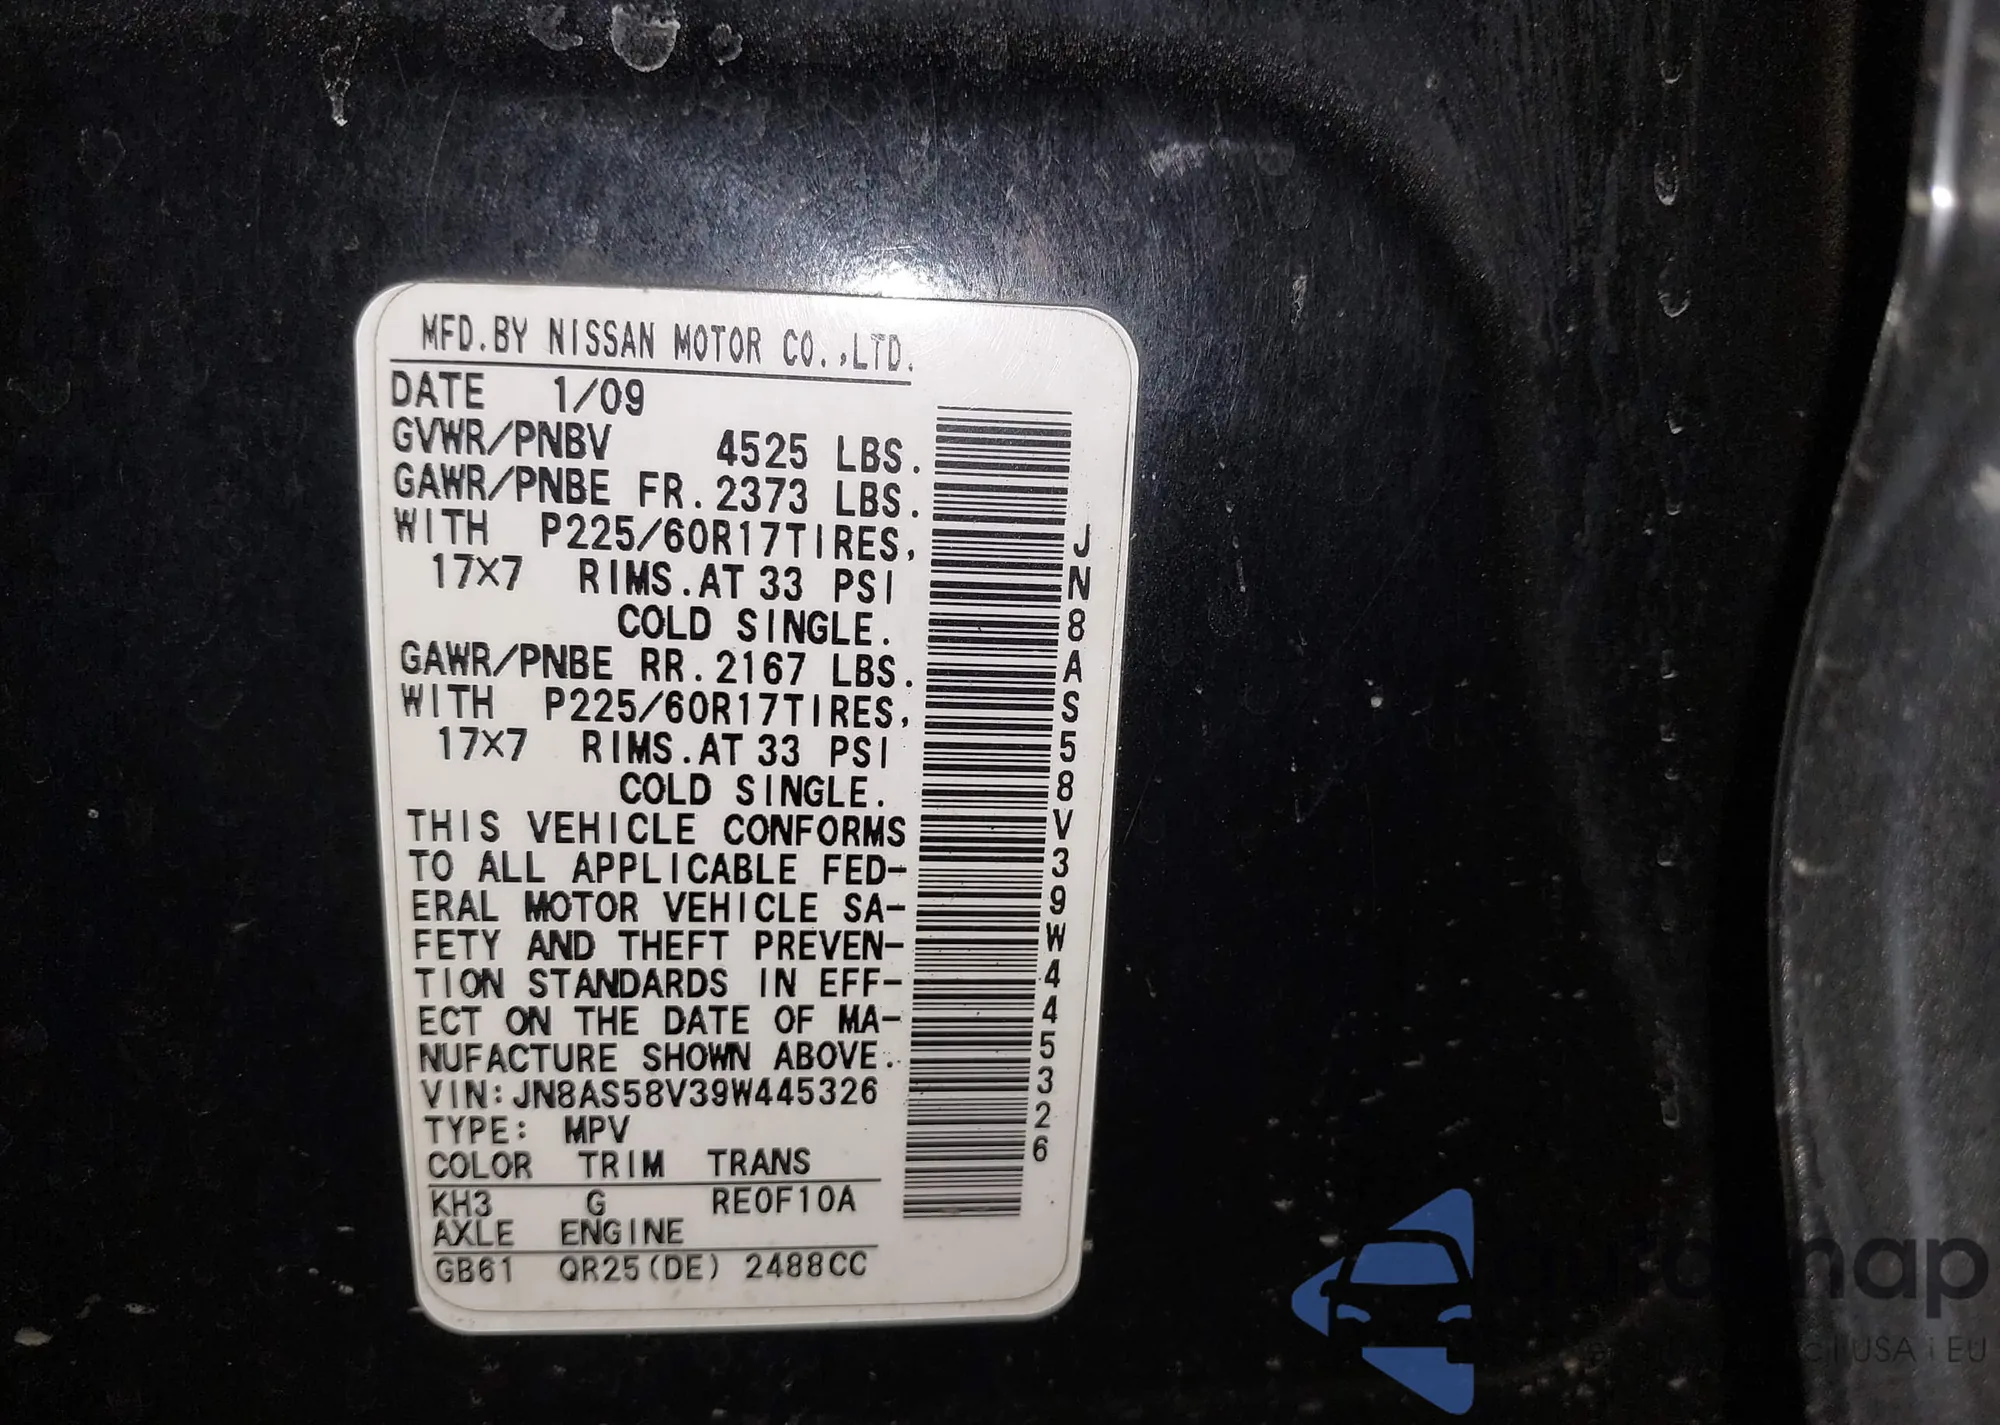 MFD.BY NISSAN MOTOR CO.,LTD.
DATE 1/09
GVWR/PNBV 4525 LBS.
GAWR/PNBE FR.2373 LBS.
WITH P225/60R17TIRES,
17X7 RIMS.AT 33 PSI
COLD SINGLE.
GAWR/PNBE RR.2167 LBS.
WITH P225/60R17TIRES,
17X7 RIMS.AT 33 PSI
COLD SINGLE.
THIS VEHICLE CONFORMS
TO ALL APPLICABLE FED-
ERAL MOTOR VEHICLE SA-
FETY AND THEFT PREVEN-
TION STANDARDS IN EFF-
ECT ON THE DATE OF MA-
NUFACTURE SHOWN ABOVE.
VIN:JN8AS58V39W445326
TYPE: MPV
COLOR TRIM TRANS
KH3 G RE0F10A
AXLE ENGINE
GB61 QR25(DE) 2488CC
JN8AS58V39W445326
USA i EU